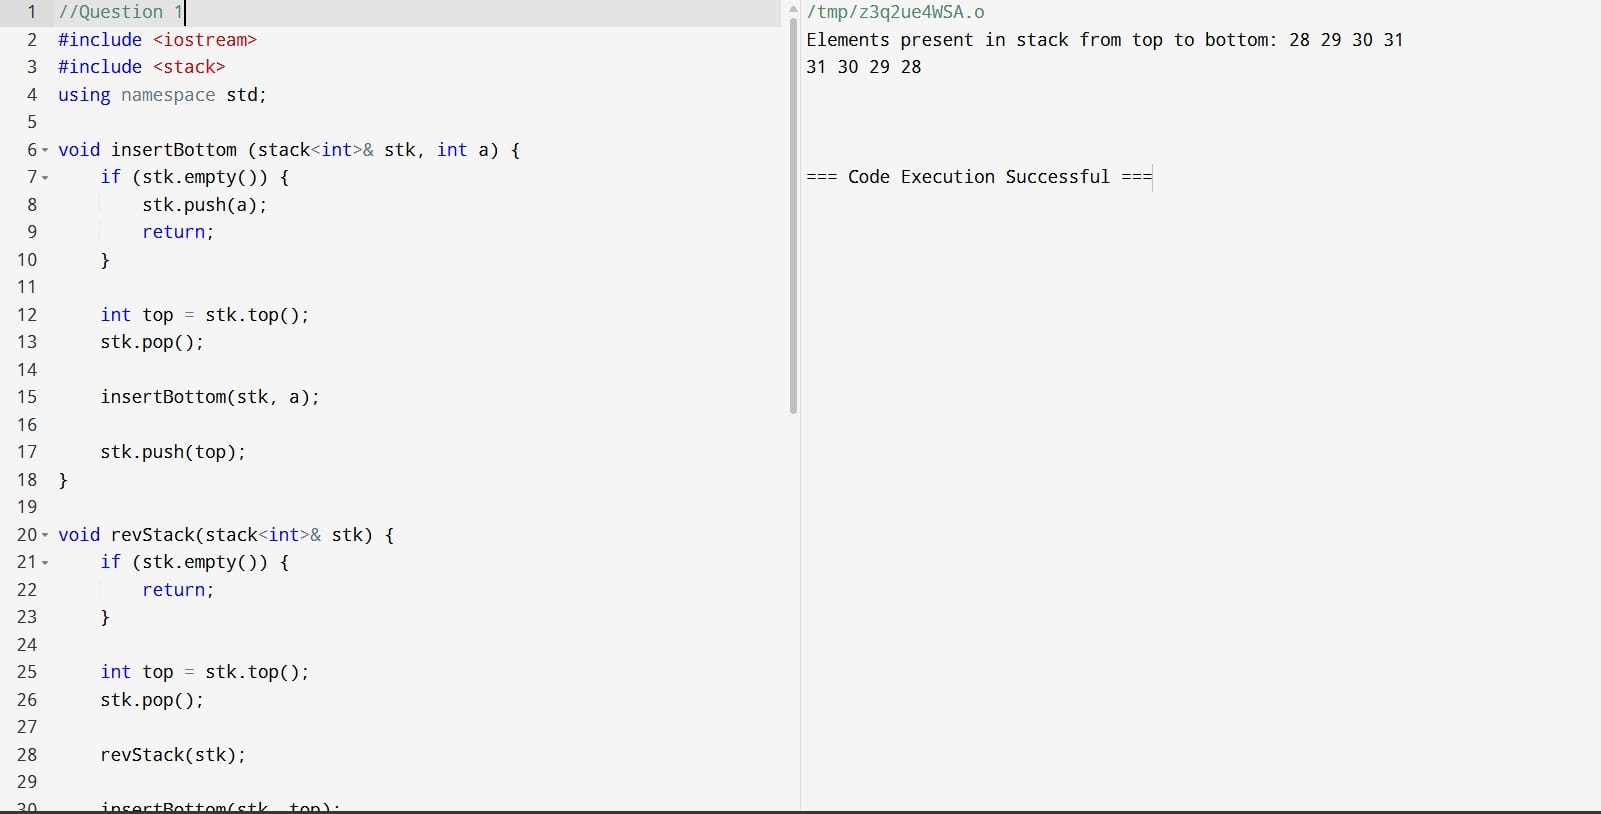 1 //Question 1
2 #include <iostream>
3 #include <stack>
4 using namespace std;
5
6 void insertBottom (stack<int>& stk, int a) {
7 if (stk.empty()) {
8 stk.push(a);
9 return;
10 }
11
12 int top = stk.top();
13 stk.pop();
14
15 insertBottom(stk, a);
16
17 stk.push(top);
18 }
19
20 void revStack(stack<int>& stk) {
21 if (stk.empty()) {
22 return;
23 }
24
25 int top = stk.top();
26 stk.pop();
27
28 revStack(stk);
29
30 insertBottom(stk, top);
/tmp/z3q2ue4WSA.o
Elements present in stack from top to bottom: 28 29 30 31
31 30 29 28
=== Code Execution Successful ===